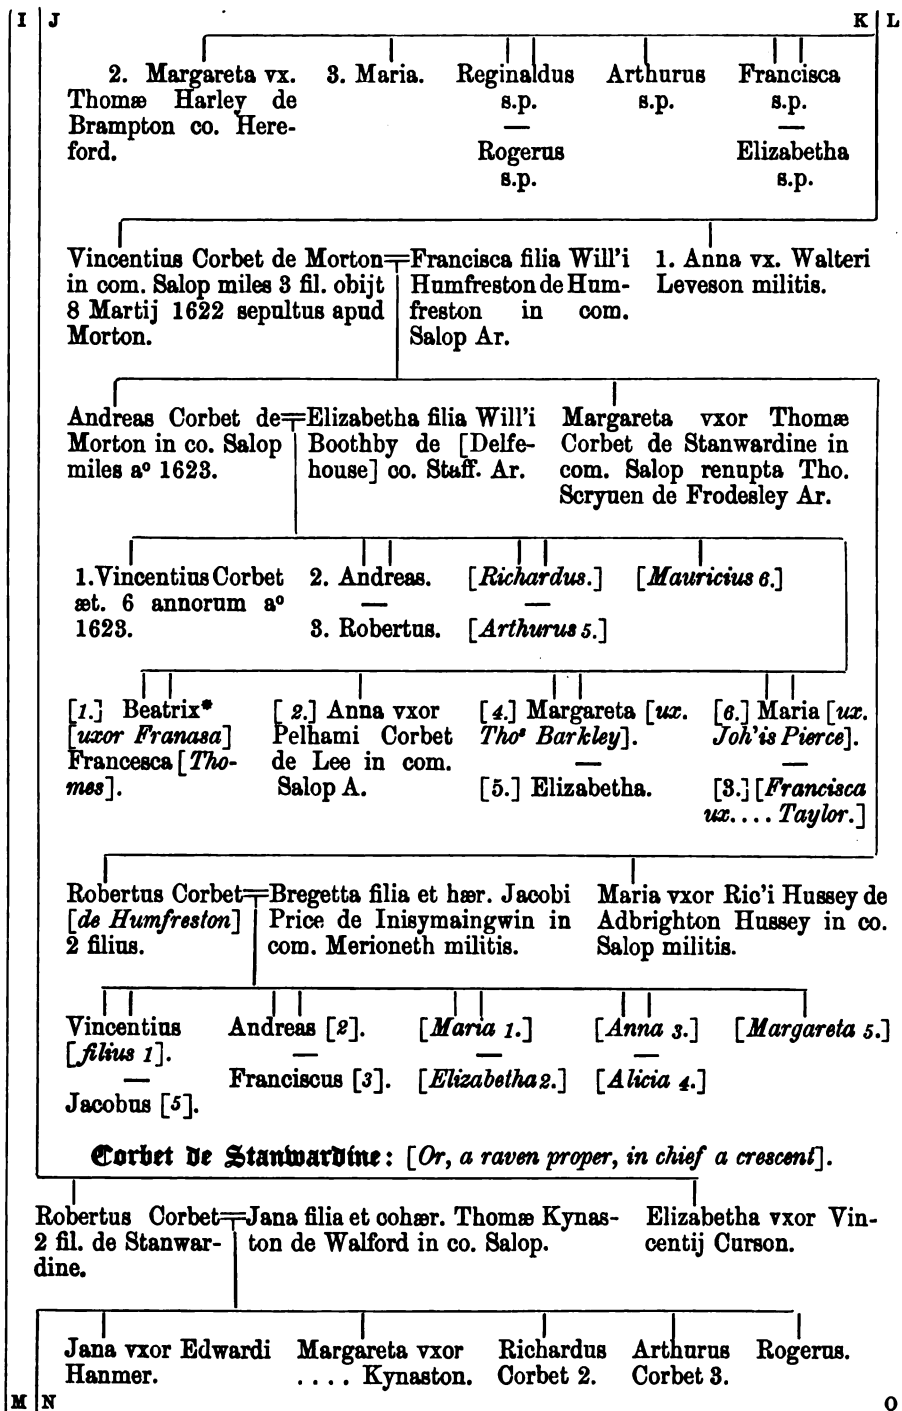 I J K L
2. Margareta vx.
Thomæ Harley de
Brampton co. Here-
ford.
3. Maria.
Reginaldus
s.p.
—
Rogerus
s.p.
Arthurus
s.p.
Francisca
s.p.
—
Elizabetha
s.p.
Vincentius Corbet de Morton
in com. Salop miles 3 fil. obijt
8 Martij 1622 sepultus apud
Morton.
Francisca filia Will'i
Humfreston de Hum-
freston in com.
Salop Ar.
1. Anna vx. Walteri
Leveson militis.
Andreas Corbet de
Morton in co. Salop
miles aº 1623.
Elizabetha filia Will'i
Boothby de [Delfe-
house] co. Staff. Ar.
Margareta vxor Thomæ
Corbet de Stanwardine in
com. Salop renupta Tho.
Scryuen de Frodesley Ar.
1. Vincentius Corbet
æt. 6 annorum aº
1623.
2. Andreas.
—
3. Robertus.
[Richardus.]
—
[Arthurus 5.]
[Mauricius 6.]
[1.] Beatrix*
[uxor Franasa]
Francesca [Tho-
mes].
[2.] Anna vxor
Pelhami Corbet
de Lee in com.
Salop A.
[4.] Margareta [ux.
Thoˢ Barkley].
—
[5.] Elizabetha.
[6.] Maria [ux.
Joh'is Pierce].
—
[3.] [Francisca
ux. . . . Taylor.]
Robertus Corbet
[de Humfreston]
2 filius.
Bregetta filia et hær. Jacobi
Price de Inisymaingwin in
com. Merioneth militis.
Maria vxor Ric'i Hussey de
Adbrighton Hussey in co.
Salop militis.
Vincentius
[filius 1].
—
Jacobus [5].
Andreas [2].
—
Franciscus [3].
[Maria 1.]
—
[Elizabetha 2.]
[Anna 3.]
—
[Alicia 4.]
[Margareta 5.]
Corbet de Stanwardine: [Or, a raven proper, in chief a crescent].
Robertus Corbet
2 fil. de Stanwar-
dine.
Jana filia et cohær. Thomæ Kynas-
ton de Walford in co. Salop.
Elizabetha vxor Vin-
centij Curson.
Jana vxor Edwardi
Hanmer.
Margareta vxor
. . . . Kynaston.
Richardus
Corbet 2.
Arthurus
Corbet 3.
Rogerus.
M N O